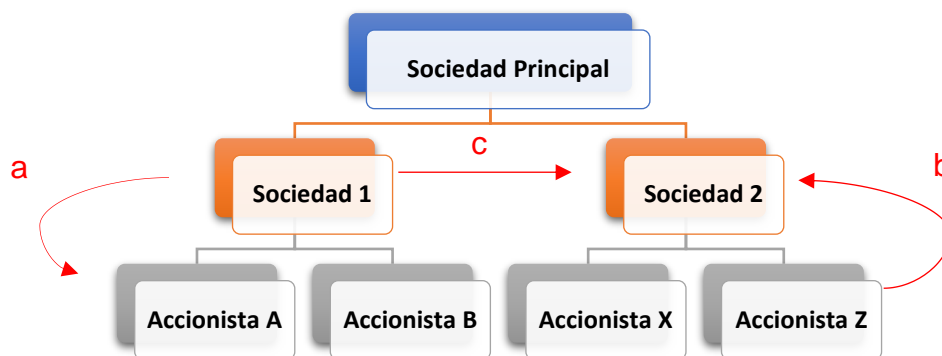 Sociedad Principal
a
c
b
Sociedad 1
Sociedad 2
Accionista A
Accionista B
Accionista X
Accionista Z